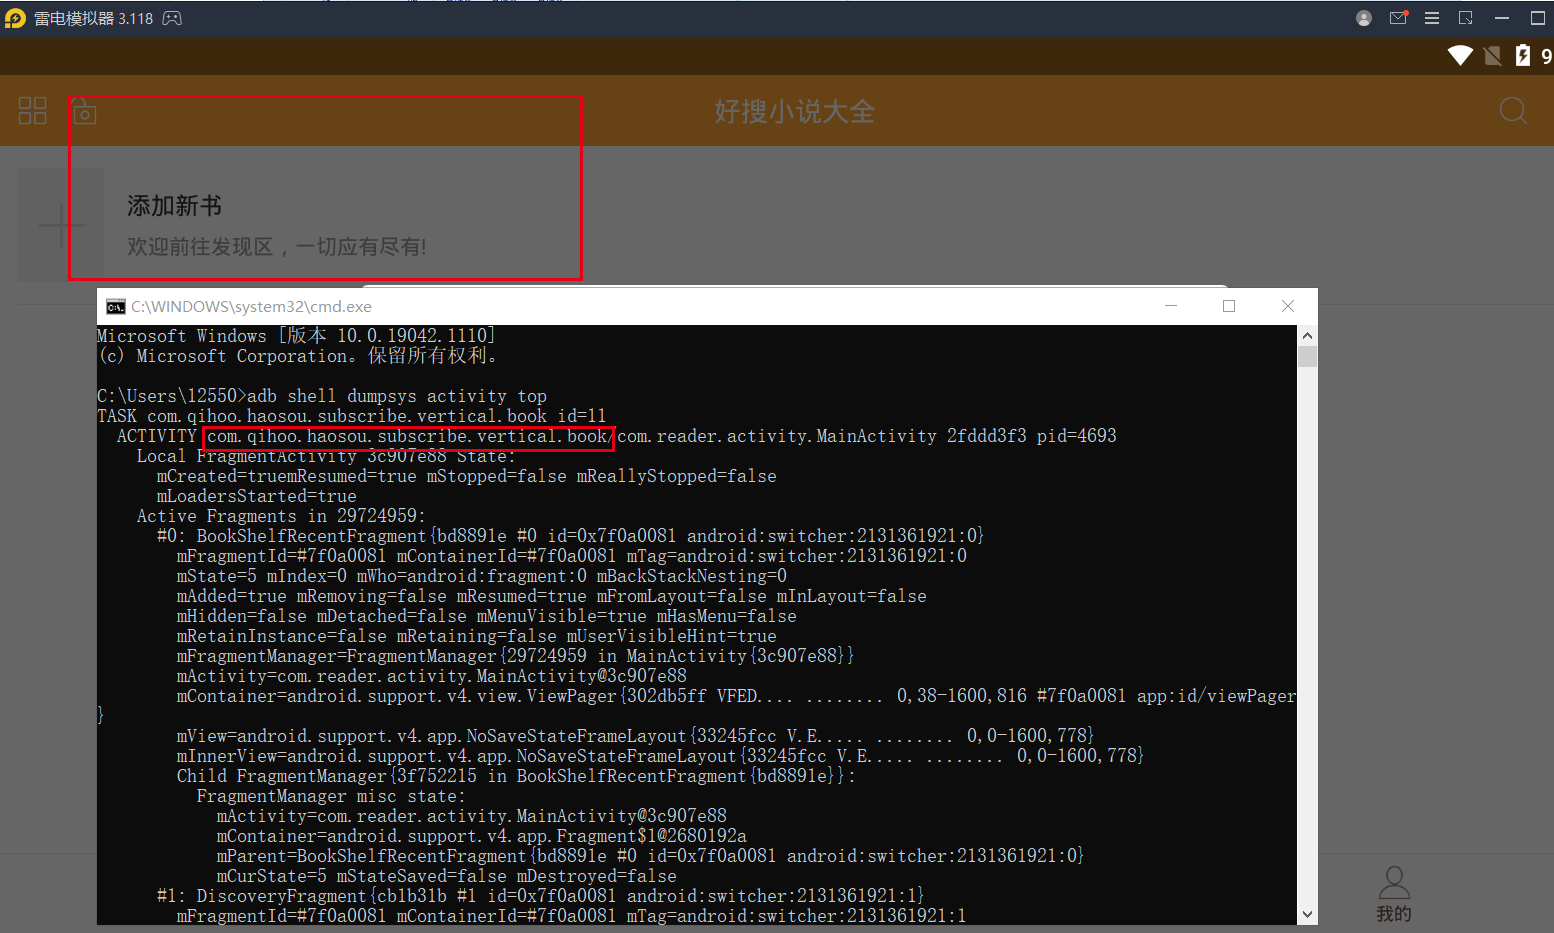 雷电模拟器 3.118
9
好搜小说大全
添加新书
欢迎前往发现区，一切应有尽有!
C:\WINDOWS\system32\cmd.exe
Microsoft Windows [版本 10.0.19042.1110]
(c) Microsoft Corporation。保留所有权利。
C:\Users\12550>adb shell dumpsys activity top
TASK com.qihoo.haosou.subscribe.vertical.book id=11
ACTIVITY com.qihoo.haosou.subscribe.vertical.book/com.reader.activity.MainActivity 2fddd3f3 pid=4693
Local FragmentActivity 3c907e88 State:
mCreated=truemResumed=true mStopped=false mReallyStopped=false
mLoadersStarted=true
Active Fragments in 29724959:
#0: BookShelfRecentFragment{bd8891e #0 id=0x7f0a0081 android:switcher:2131361921:0}
mFragmentId=#7f0a0081 mContainerId=#7f0a0081 mTag=android:switcher:2131361921:0
mState=5 mIndex=0 mWho=android:fragment:0 mBackStackNesting=0
mAdded=true mRemoving=false mResumed=true mFromLayout=false mInLayout=false
mHidden=false mDetached=false mMenuVisible=true mHasMenu=false
mRetainInstance=false mRetaining=false mUserVisibleHint=true
mFragmentManager=FragmentManager{29724959 in MainActivity{3c907e88}}
mActivity=com.reader.activity.MainActivity@3c907e88
mContainer=android.support.v4.view.ViewPager{302db5ff VFED.... ........ 0,38-1600,816 #7f0a0081 app:id/viewPager
}
mView=android.support.v4.app.NoSaveStateFrameLayout{33245fcc V.E..... ........ 0,0-1600,778}
mInnerView=android.support.v4.app.NoSaveStateFrameLayout{33245fcc V.E..... ........ 0,0-1600,778}
Child FragmentManager{3f752215 in BookShelfRecentFragment{bd8891e}}:
FragmentManager misc state:
mActivity=com.reader.activity.MainActivity@3c907e88
mContainer=android.support.v4.app.Fragment$1@2680192a
mParent=BookShelfRecentFragment{bd8891e #0 id=0x7f0a0081 android:switcher:2131361921:0}
mCurState=5 mStateSaved=false mDestroyed=false
#1: DiscoveryFragment{cb1b31b #1 id=0x7f0a0081 android:switcher:2131361921:1}
mFragmentId=#7f0a0081 mContainerId=#7f0a0081 mTag=android:switcher:2131361921:1
我的